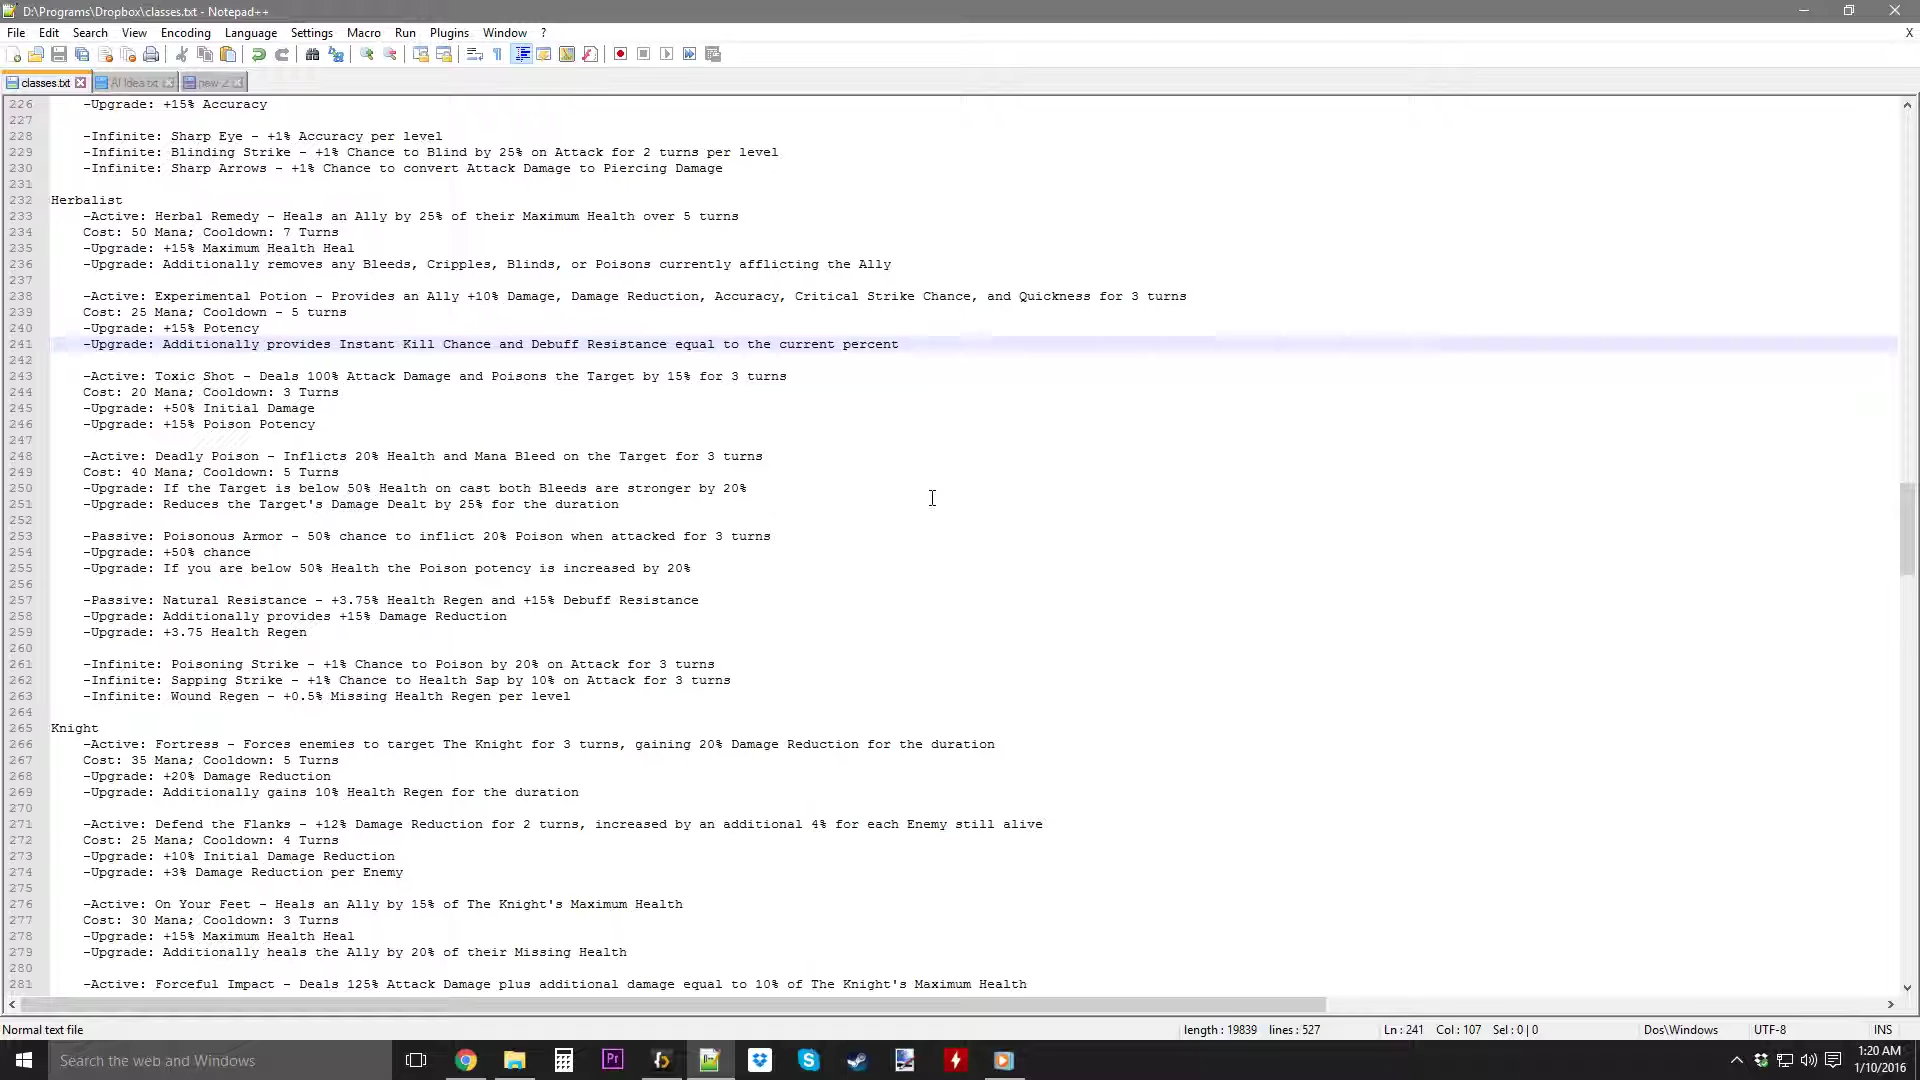 D:\Programs\Dropbox\classes.txt - Notepad++
File Edit Search View Encoding Language Settings Macro Run Plugins Window ? X
classes.txt AI Idea.txt new 2
226 -Upgrade: +15% Accuracy
227
228 -Infinite: Sharp Eye - +1% Accuracy per level
229 -Infinite: Blinding Strike - +1% Chance to Blind by 25% on Attack for 2 turns per level
230 -Infinite: Sharp Arrows - +1% Chance to convert Attack Damage to Piercing Damage
231
232 Herbalist
233 -Active: Herbal Remedy - Heals an Ally by 25% of their Maximum Health over 5 turns
234 Cost: 50 Mana; Cooldown: 7 Turns
235 -Upgrade: +15% Maximum Health Heal
236 -Upgrade: Additionally removes any Bleeds, Cripples, Blinds, or Poisons currently afflicting the Ally
237
238 -Active: Experimental Potion - Provides an Ally +10% Damage, Damage Reduction, Accuracy, Critical Strike Chance, and Quickness for 3 turns
239 Cost: 25 Mana; Cooldown - 5 turns
240 -Upgrade: +15% Potency
241 -Upgrade: Additionally provides Instant Kill Chance and Debuff Resistance equal to the current percent
242
243 -Active: Toxic Shot - Deals 100% Attack Damage and Poisons the Target by 15% for 3 turns
244 Cost: 20 Mana; Cooldown: 3 Turns
245 -Upgrade: +50% Initial Damage
246 -Upgrade: +15% Poison Potency
247
248 -Active: Deadly Poison - Inflicts 20% Health and Mana Bleed on the Target for 3 turns
249 Cost: 40 Mana; Cooldown: 5 Turns
250 -Upgrade: If the Target is below 50% Health on cast both Bleeds are stronger by 20%
251 -Upgrade: Reduces the Target's Damage Dealt by 25% for the duration
252
253 -Passive: Poisonous Armor - 50% chance to inflict 20% Poison when attacked for 3 turns
254 -Upgrade: +50% chance
255 -Upgrade: If you are below 50% Health the Poison potency is increased by 20%
256
257 -Passive: Natural Resistance - +3.75% Health Regen and +15% Debuff Resistance
258 -Upgrade: Additionally provides +15% Damage Reduction
259 -Upgrade: +3.75 Health Regen
260
261 -Infinite: Poisoning Strike - +1% Chance to Poison by 20% on Attack for 3 turns
262 -Infinite: Sapping Strike - +1% Chance to Health Sap by 10% on Attack for 3 turns
263 -Infinite: Wound Regen - +0.5% Missing Health Regen per level
264
265 Knight
266 -Active: Fortress - Forces enemies to target The Knight for 3 turns, gaining 20% Damage Reduction for the duration
267 Cost: 35 Mana; Cooldown: 5 Turns
268 -Upgrade: +20% Damage Reduction
269 -Upgrade: Additionally gains 10% Health Regen for the duration
270
271 -Active: Defend the Flanks - +12% Damage Reduction for 2 turns, increased by an additional 4% for each Enemy still alive
272 Cost: 25 Mana; Cooldown: 4 Turns
273 -Upgrade: +10% Initial Damage Reduction
274 -Upgrade: +3% Damage Reduction per Enemy
275
276 -Active: On Your Feet - Heals an Ally by 15% of The Knight's Maximum Health
277 Cost: 30 Mana; Cooldown: 3 Turns
278 -Upgrade: +15% Maximum Health Heal
279 -Upgrade: Additionally heals the Ally by 20% of their Missing Health
280
281 -Active: Forceful Impact - Deals 125% Attack Damage plus additional damage equal to 10% of The Knight's Maximum Health
Normal text file length : 19839 lines : 527 Ln : 241 Col : 107 Sel : 0 | 0 Dos\Windows UTF-8 INS
Search the web and Windows Pr 1:20 AM
1/10/2016